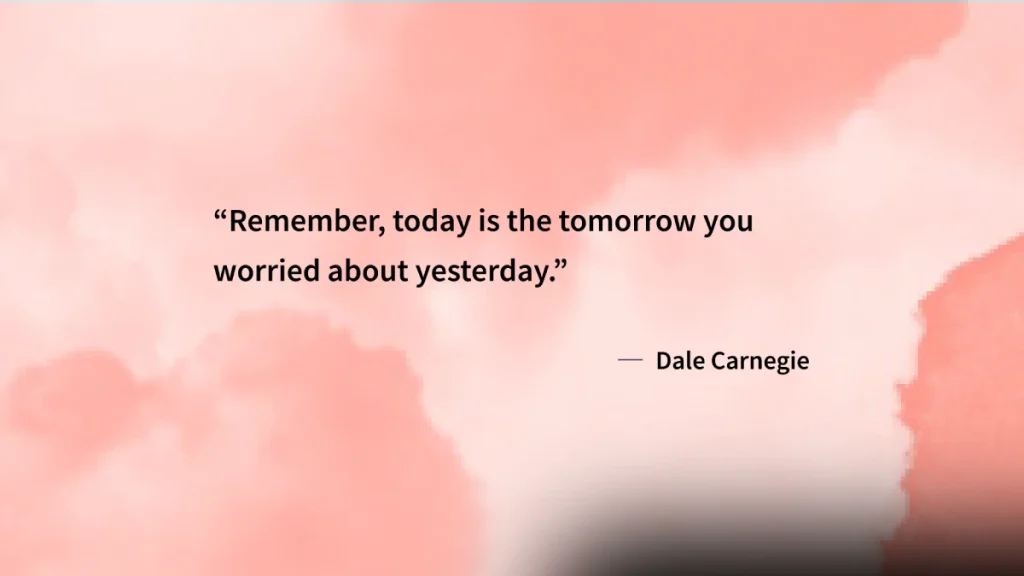 “Remember, today is the tomorrow you
worried about yesterday.”
— Dale Carnegie